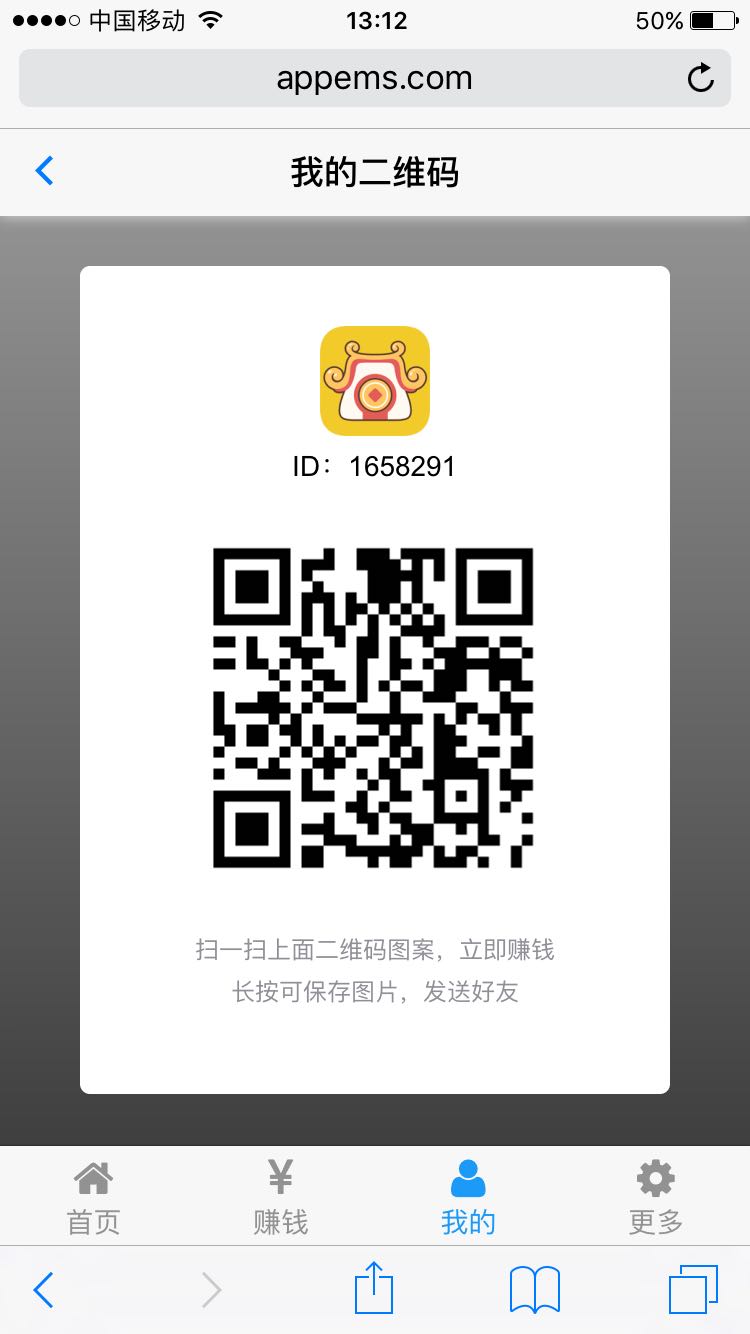 中国移动
13:12
50%
appems.com
我的二维码
ID：1658291
扫一扫上面二维码图案，立即赚钱
长按可保存图片，发送好友
首页
赚钱
我的
更多